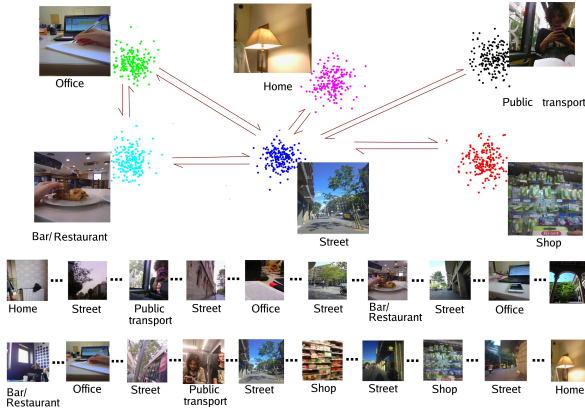 Office
Home
Public transport
Bar/Restaurant
Street
Shop
Home
Street
Public
transport
Street
Office
Street
Bar/
Restaurant
Street
Office
Bar/
Restaurant
Office
Street
Public
transport
Street
Shop
Street
Shop
Street
Home